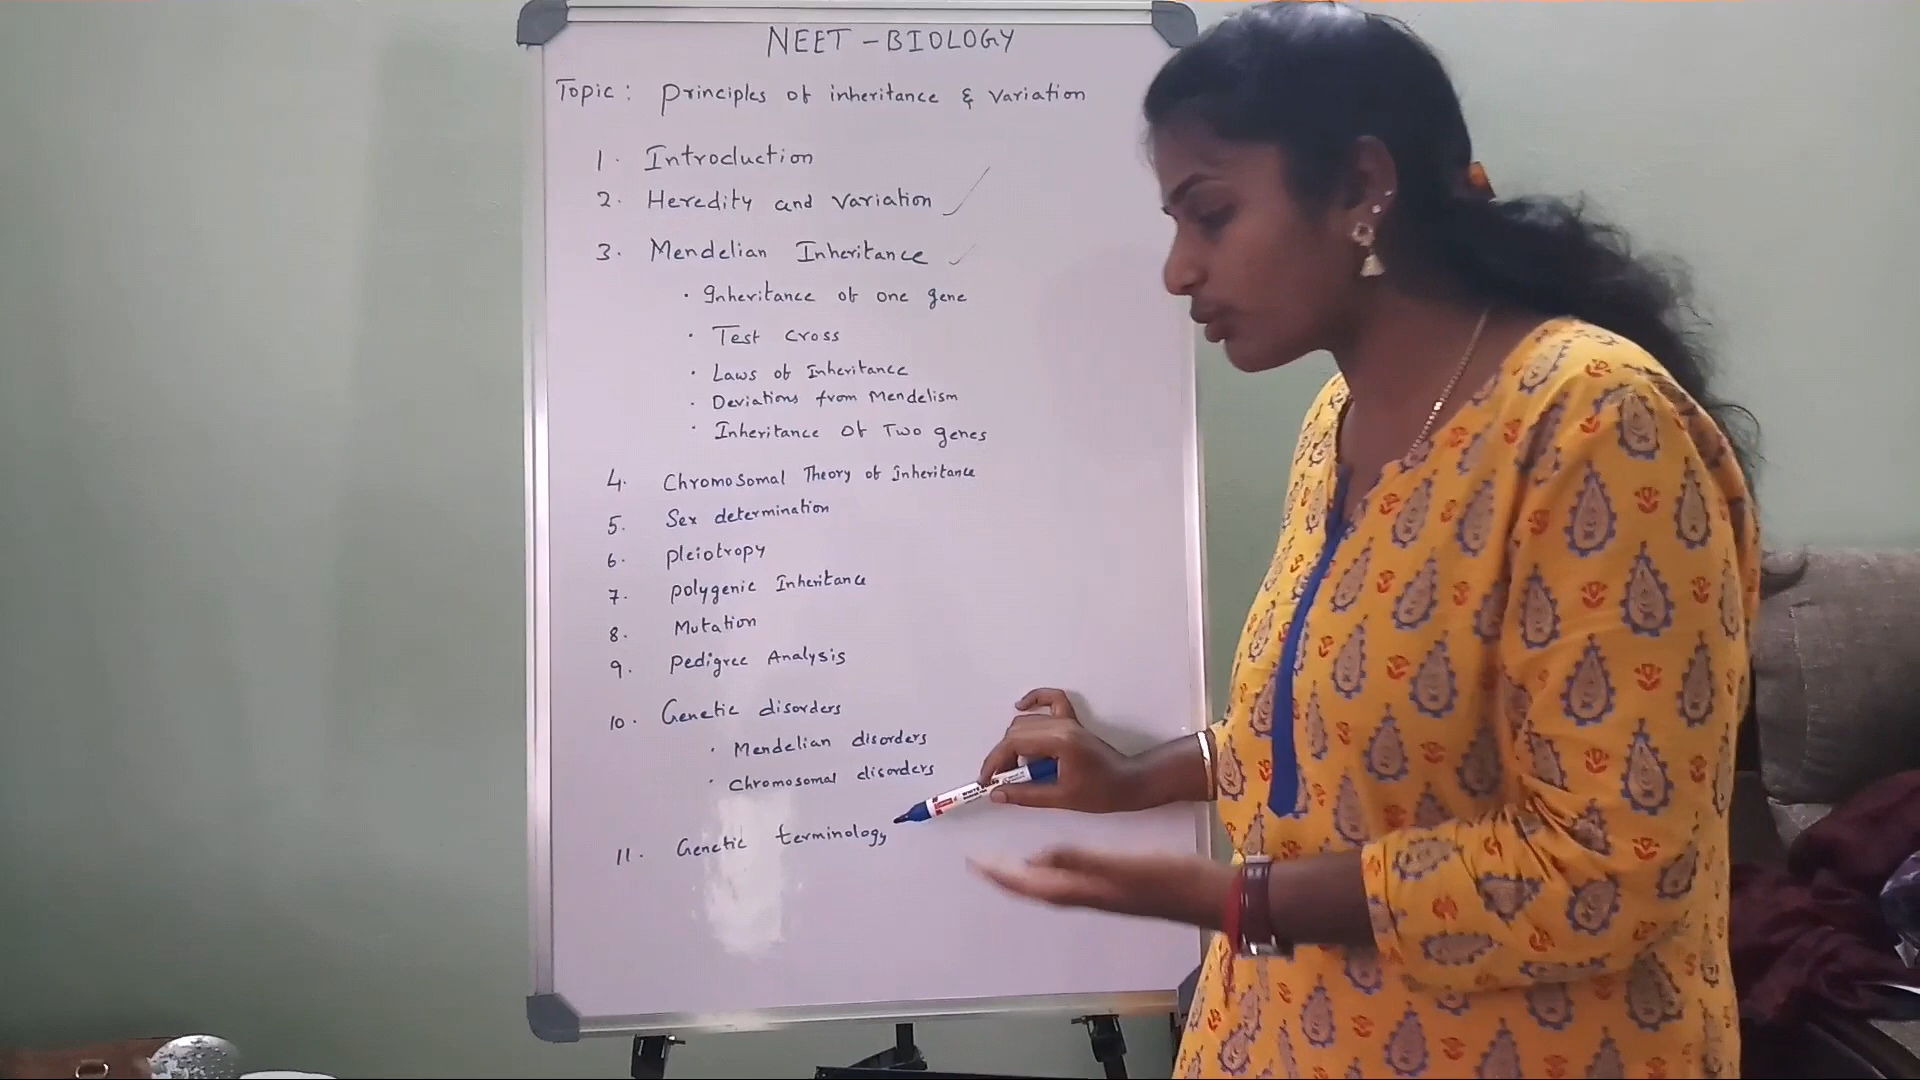 NEET - BIOLOGY
Topic : Principles of inheritance & Variation
1. Introduction
2. Heredity and Variation
3. Mendelian Inheritance
• Inheritance of one gene
• Test Cross
• Laws of Inheritance
• Deviations from Mendelism
• Inheritance Of Two genes
4. Chromosomal Theory of Inheritance
5. Sex determination
6. pleiotropy
7. polygenic Inheritance
8. Mutation
9. Pedigree Analysis
10. Genetic disorders
• Mendelian disorders
• Chromosomal disorders
11. Genetic terminology